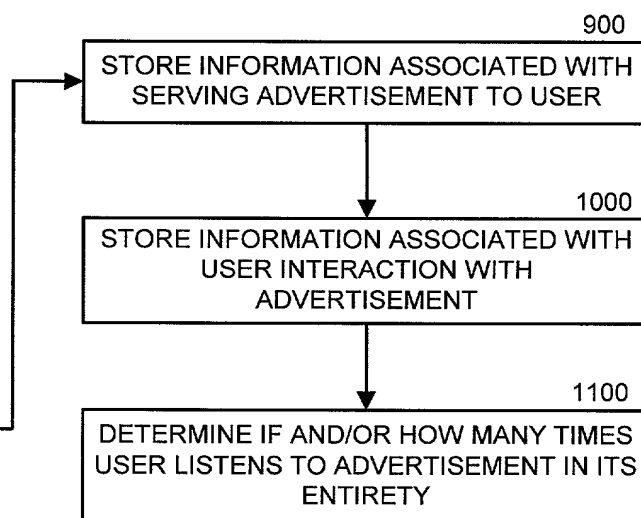 900
STORE INFORMATION ASSOCIATED WITH
SERVING ADVERTISEMENT TO USER
1000
STORE INFORMATION ASSOCIATED WITH
USER INTERACTION WITH
ADVERTISEMENT
1100
DETERMINE IF AND/OR HOW MANY TIMES
USER LISTENS TO ADVERTISEMENT IN ITS
ENTIRETY